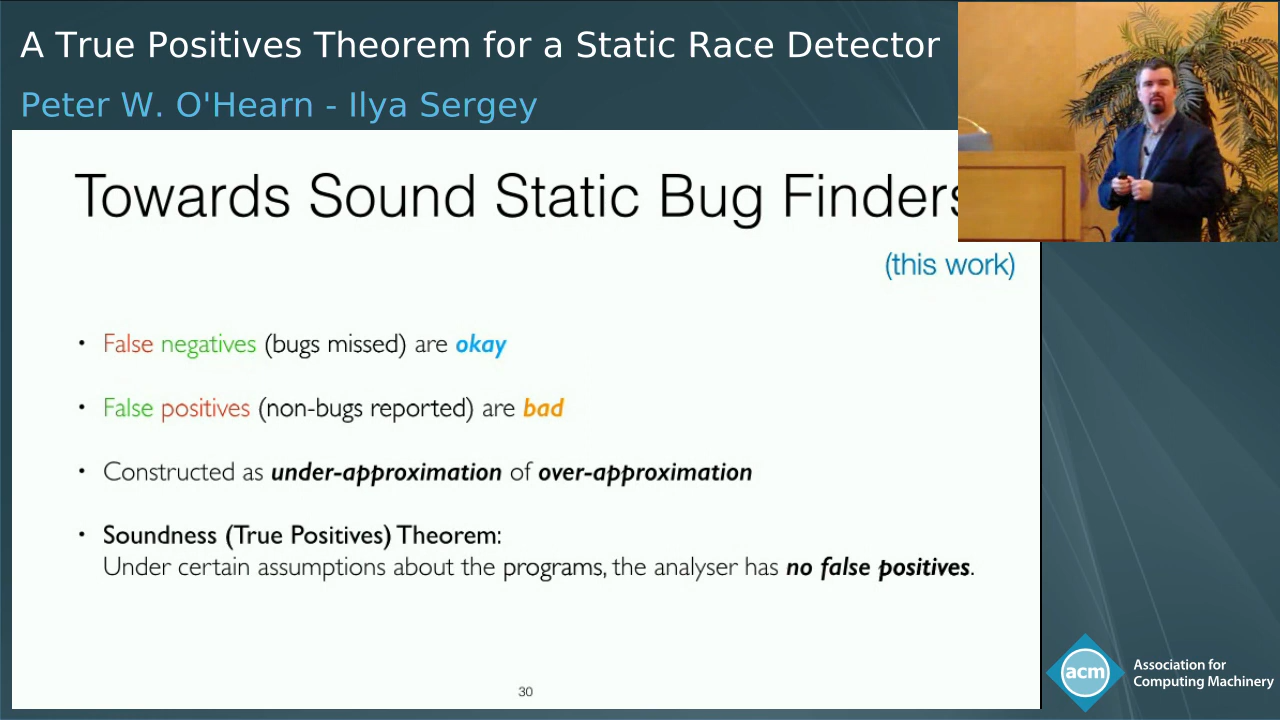 A True Positives Theorem for a Static Race Detector
Peter W. O'Hearn - Ilya Sergey
Towards Sound Static Bug Finders
(this work)
• False negatives (bugs missed) are okay
• False positives (non-bugs reported) are bad
• Constructed as under-approximation of over-approximation
• Soundness (True Positives) Theorem:
Under certain assumptions about the programs, the analyser has no false positives.
30
acm
Association for
Computing Machinery